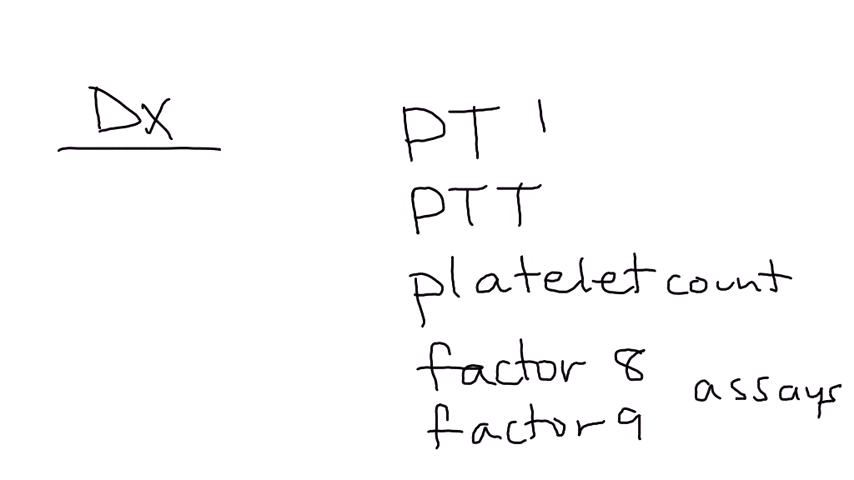 Dx
PT '
PTT
platelet count
factor 8
assays
factor 9